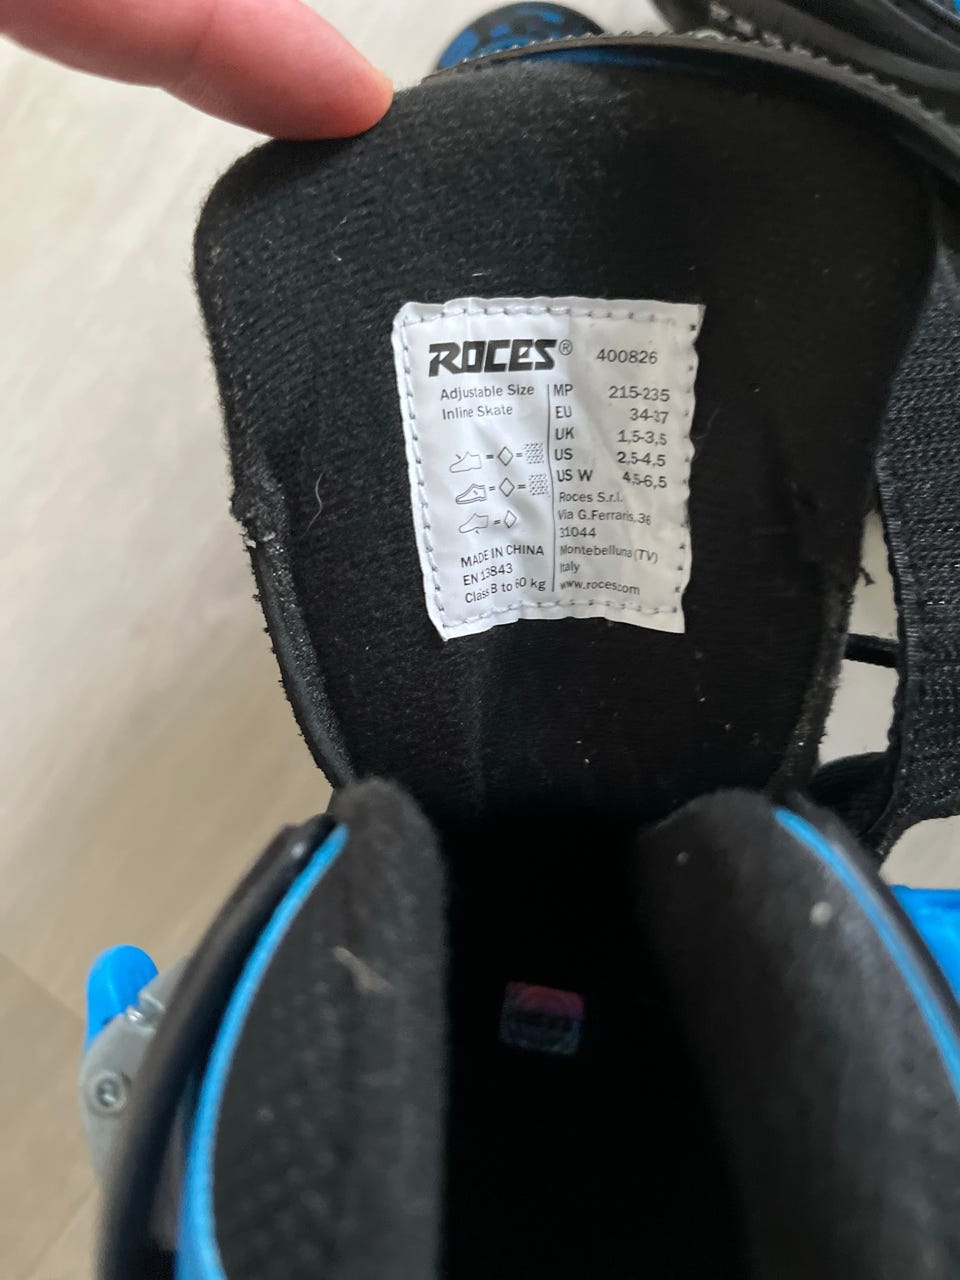 ROCES® 400826
Adjustable Size
Inline Skate
MP 215-235
EU 34-37
UK 1,5-3,5
US 2,5-4,5
US W 4,5-6,5
= =
= =
=
MADE IN CHINA
EN 13843
Class B to 60 kg
Roces S.r.l.
Via G.Ferraris,36
31044
Montebelluna (TV)
Italy
www.roces.com